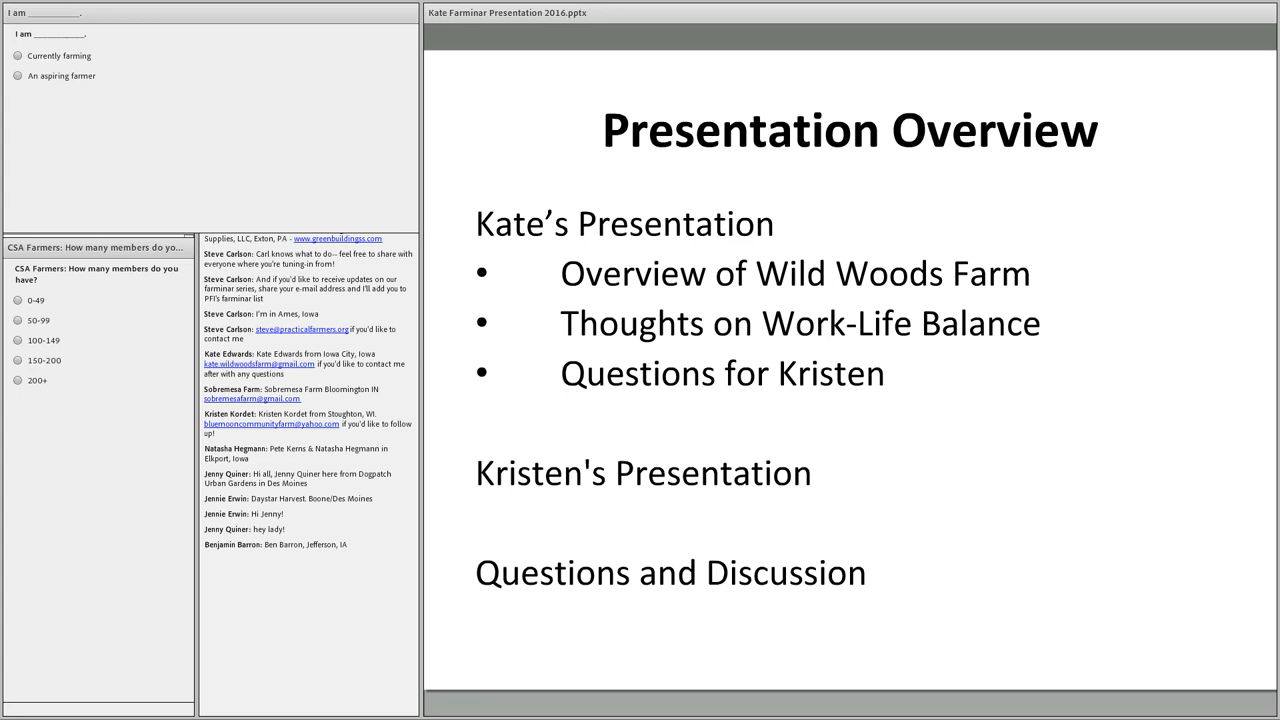 I am __________.
I am ___________.
Currently farming
An aspiring farmer
CSA Farmers: How many members do yo...
CSA Farmers: How many members do you
have?
0-49
50-99
100-149
150-200
200+
Supplies, LLC, Exton, PA - www.greenbuildingss.com
Steve Carlson: Carl knows what to do-- feel free to share with
everyone where you're tuning-in from!
Steve Carlson: And if you'd like to receive updates on our
farminar series, share your e-mail address and I'll add you to
PFI's farminar list
Steve Carlson: I'm in Ames, Iowa
Steve Carlson: steve@practicalfarmers.org if you'd like to
contact me
Kate Edwards: Kate Edwards from Iowa City, Iowa
kate.wildwoodsfarm@gmail.com if you'd like to contact me
after with any questions
Sobremesa Farm: Sobremesa Farm Bloomington IN
sobremesafarm@gmail.com
Kristen Kordet: Kristen Kordet from Stoughton, WI.
bluemooncommunityfarm@yahoo.com if you'd like to follow
up!
Natasha Hegmann: Pete Kerns & Natasha Hegmann in
Elkport, Iowa
Jenny Quiner: Hi all, Jenny Quiner here from Dogpatch
Urban Gardens in Des Moines
Jennie Erwin: Daystar Harvest. Boone/Des Moines
Jennie Erwin: Hi Jenny!
Jenny Quiner: hey lady!
Benjamin Barron: Ben Barron, Jefferson, IA
Kate Farminar Presentation 2016.pptx
Presentation Overview
Kate’s Presentation
• Overview of Wild Woods Farm
• Thoughts on Work-Life Balance
• Questions for Kristen
Kristen's Presentation
Questions and Discussion